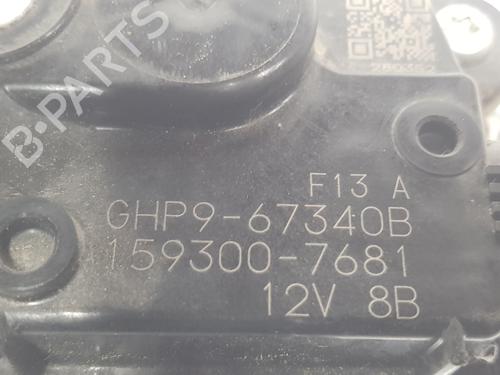 F13 A
GHP9-67340B
159300-7681
12V 8B
B-PARTS